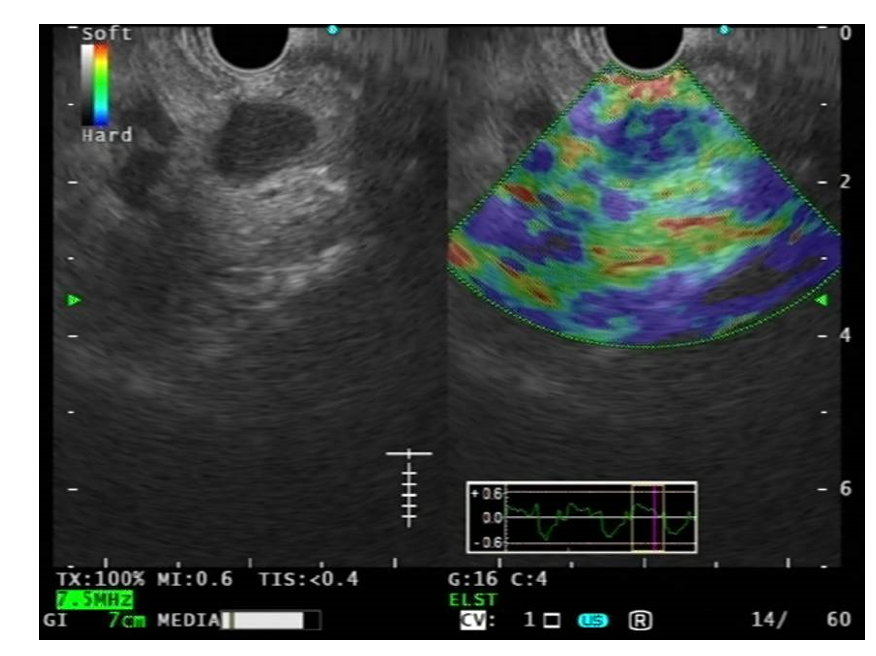 Soft
Hard
0
2
4
6
+ 0.6
0.0
- 0.6
TX:100% MI:0.6 TIS:<0.4
G:16 C:4
7.5MHz
ELST
GI 7cm MEDIA
CV: 1 US R 14/ 60